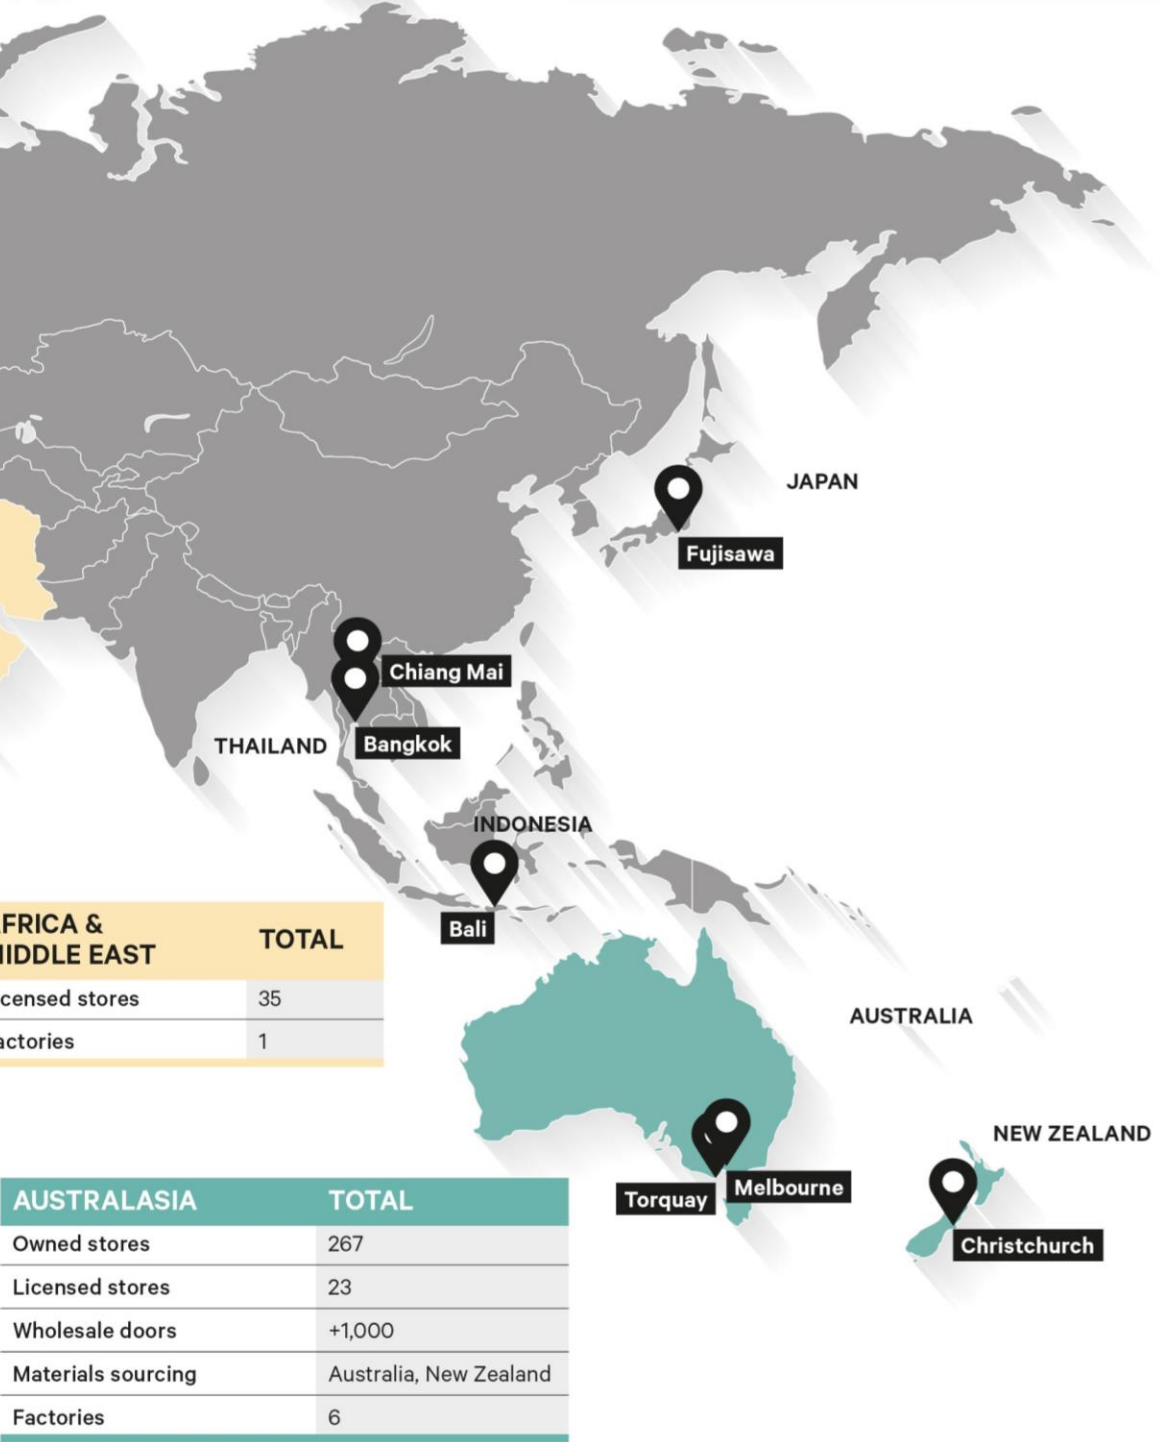 JAPAN
Fujisawa
Chiang Mai
THAILAND
Bangkok
INDONESIA
Bali
FRICA &
IDDLE EAST
TOTAL
censed stores 35
actories 1
AUSTRALIA
NEW ZEALAND
Torquay
Melbourne
Christchurch
AUSTRALASIA TOTAL
Owned stores 267
Licensed stores 23
Wholesale doors +1,000
Materials sourcing Australia, New Zealand
Factories 6